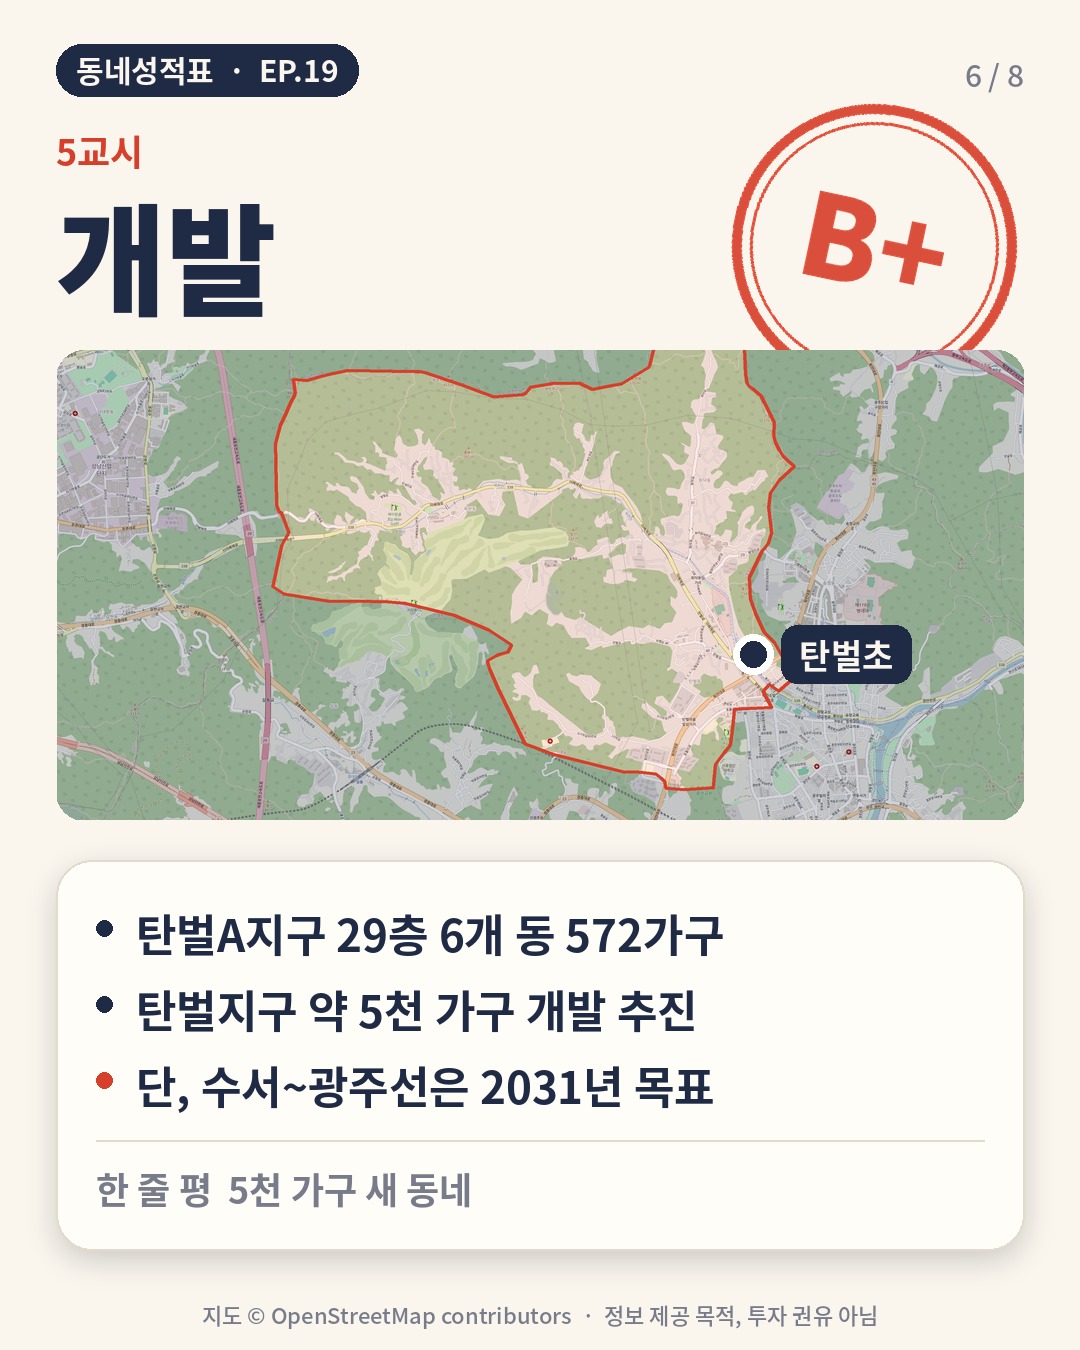 동네성적표 · EP.19
6 / 8
5교시
개발
B+
탄벌초
탄벌A지구 29층 6개 동 572가구
탄벌지구 약 5천 가구 개발 추진
단, 수서~광주선은 2031년 목표
한 줄 평 5천 가구 새 동네
지도 © OpenStreetMap contributors · 정보 제공 목적, 투자 권유 아님